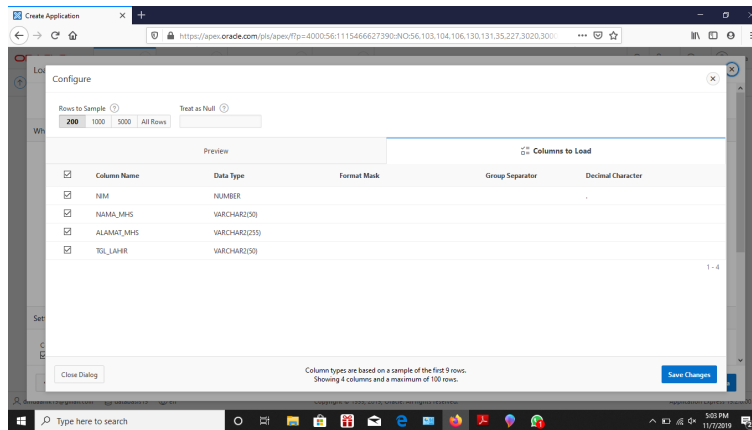 Create Application
https://apex.oracle.com/pls/apex/f?p=4000:56:1115466627390::NO:56,103,104,106,130,131,35,227,3020,300
Configure
Rows to Sample
Treat as Null
200 1000 5000 All Rows
Preview
Columns to Load
Column Name Data Type Format Mask Group Separator Decimal Character
NIM NUMBER .
NAMA_MHS VARCHAR2(50)
ALAMAT_MHS VARCHAR2(255)
TGL_LAHIR VARCHAR2(50)
1 - 4
Close Dialog
Column types are based on a sample of the first 9 rows.
Showing 4 columns and a maximum of 100 rows.
Save Changes
Type here to search
5:03 PM
11/7/2019